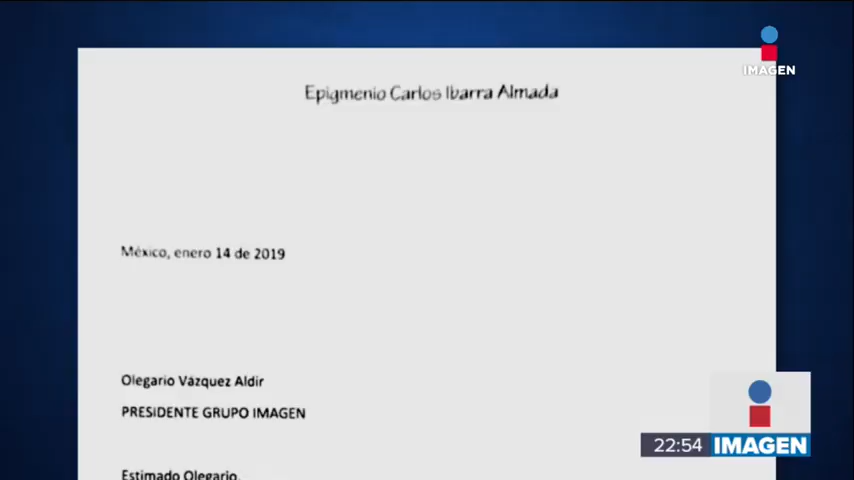 IMAGEN
Epigmenio Carlos Ibarra Almada
México, enero 14 de 2019
Olegario Vázquez Aldir
PRESIDENTE GRUPO IMAGEN
Estimado Olegario,
22:54 IMAGEN